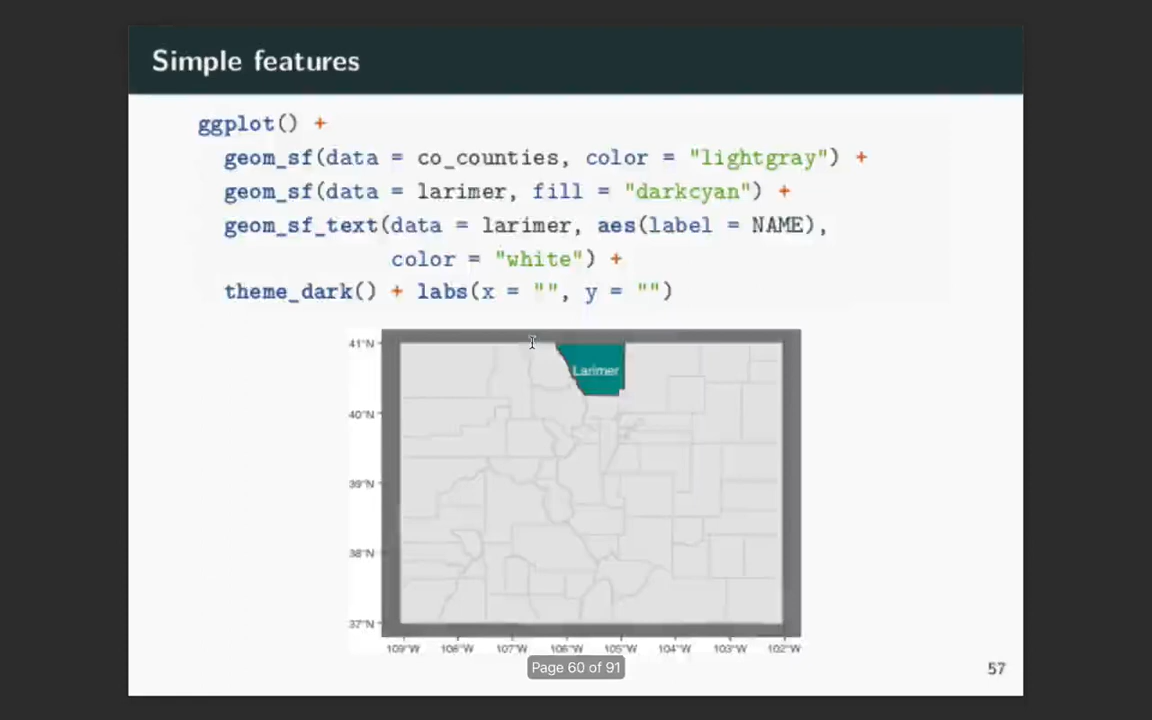 Simple features
ggplot() +
geom_sf(data = co_counties, color = "lightgray") +
geom_sf(data = larimer, fill = "darkcyan") +
geom_sf_text(data = larimer, aes(label = NAME),
color = "white") +
theme_dark() + labs(x = "", y = "")
41°N
Larimer
40°N
39°N
38°N
37°N
109°W 108°W 107°W 106°W 105°W 104°W 103°W 102°W
Page 60 of 91
57